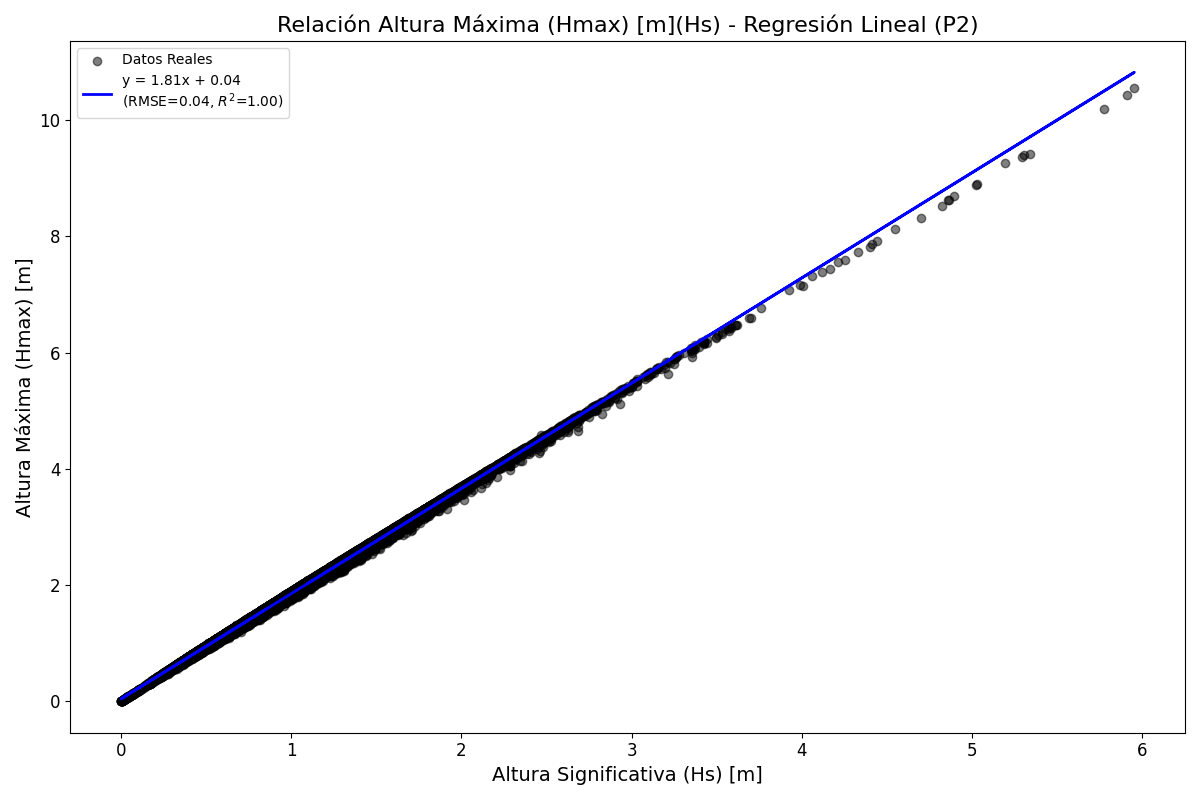 Relación Altura Máxima (Hmax) [m](Hs) - Regresión Lineal (P2)
Datos Reales
y = 1.81x + 0.04
(RMSE=0.04, R²=1.00)
Altura Máxima (Hmax) [m]
10
8
6
4
2
0
0 1 2 3 4 5 6
Altura Significativa (Hs) [m]